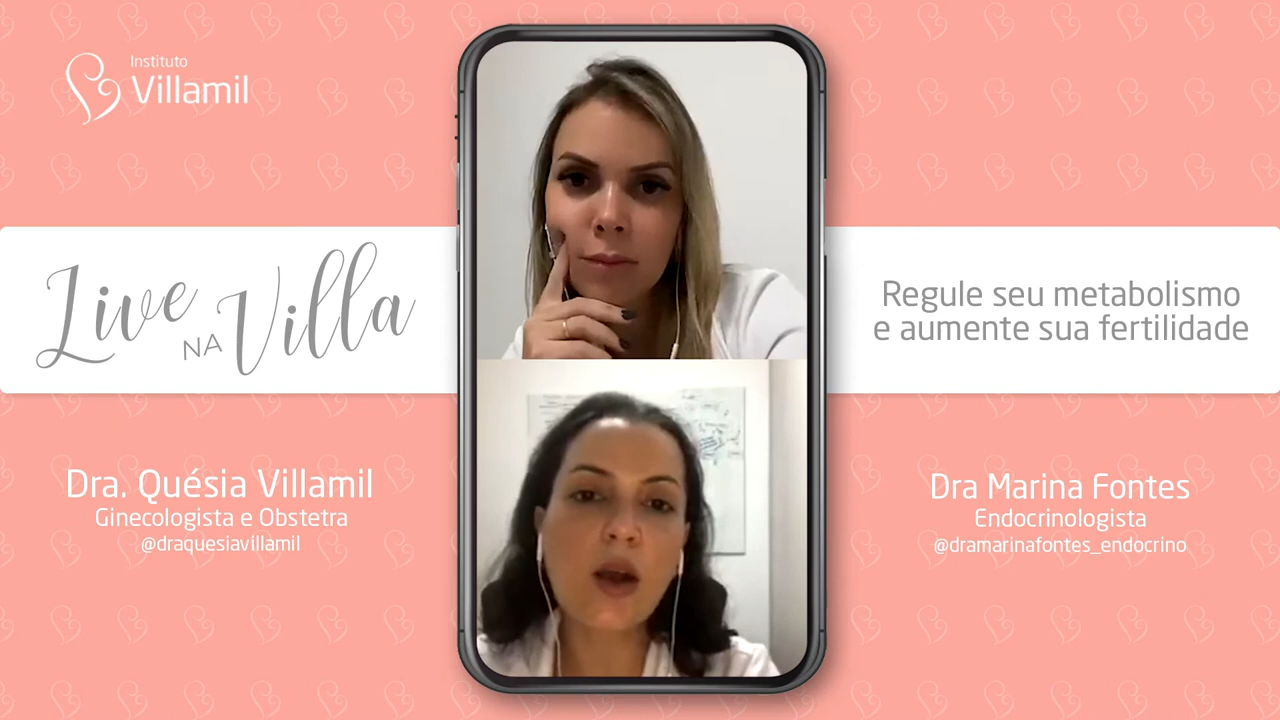 Instituto
Villamil
Live NA Villa
Regule seu metabolismo
e aumente sua fertilidade
Dra. Quésia Villamil
Ginecologista e Obstetra
@draquesiavillamil
Dra Marina Fontes
Endocrinologista
@dramarinafontes_endocrino